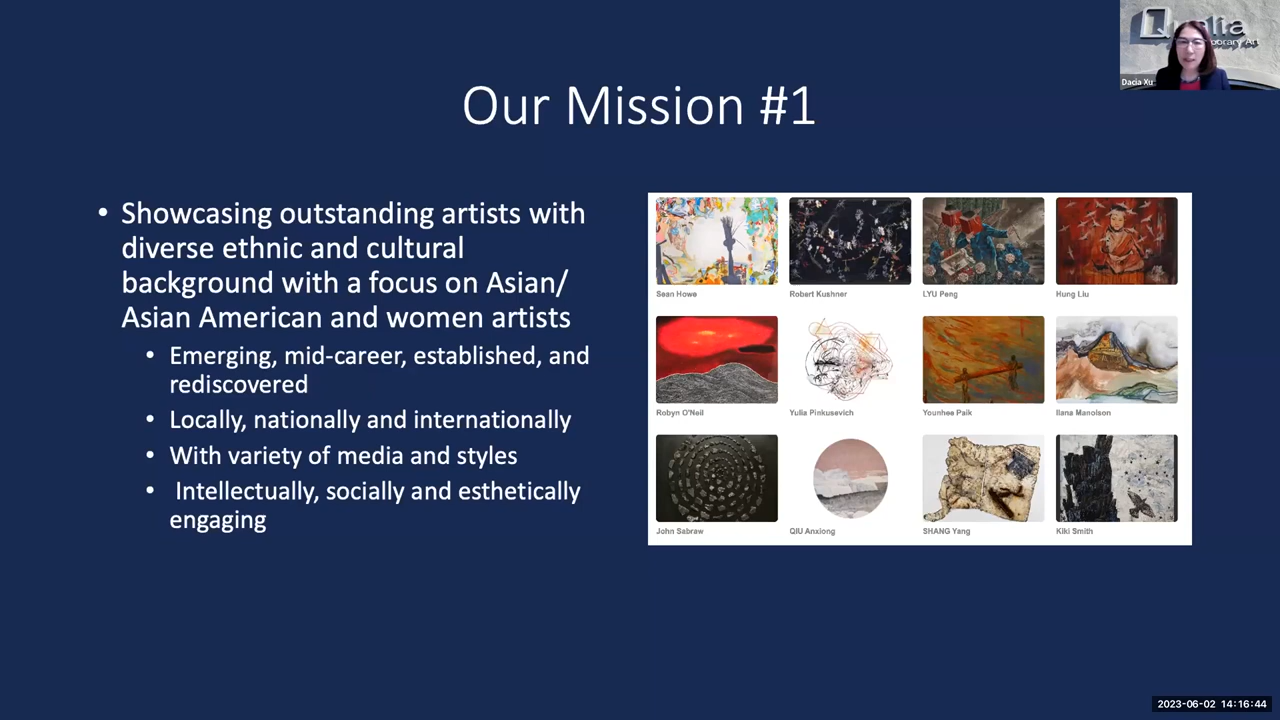 Qualia
Contemporary Art
Dacia Xu
Our Mission #1
• Showcasing outstanding artists with
diverse ethnic and cultural
background with a focus on Asian/
Asian American and women artists
• Emerging, mid-career, established, and
rediscovered
• Locally, nationally and internationally
• With variety of media and styles
• Intellectually, socially and esthetically
engaging
Sean Howe
Robert Kushner
LYU Peng
Hung Liu
Robyn O'Neil
Yulia Pinkusevich
Younhee Paik
Ilana Manolson
John Sabraw
QIU Anxiong
SHANG Yang
Kiki Smith
2023-06-02 14:16:44